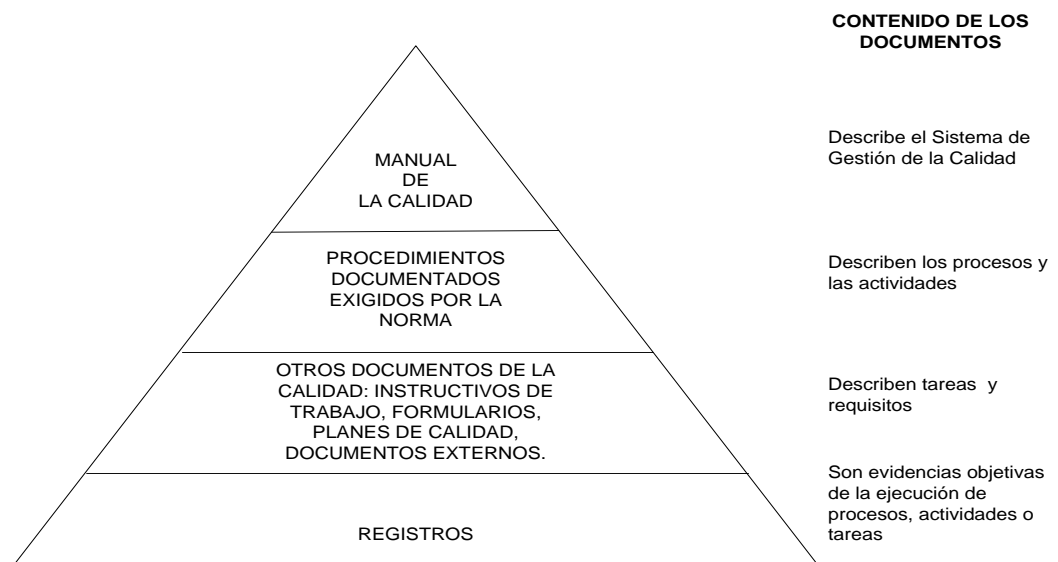 CONTENIDO DE LOS
DOCUMENTOS
MANUAL
DE
LA CALIDAD
Describe el Sistema de
Gestión de la Calidad
PROCEDIMIENTOS
DOCUMENTADOS
EXIGIDOS POR LA
NORMA
Describen los procesos y
las actividades
OTROS DOCUMENTOS DE LA
CALIDAD: INSTRUCTIVOS DE
TRABAJO, FORMULARIOS,
PLANES DE CALIDAD,
DOCUMENTOS EXTERNOS.
Describen tareas y
requisitos
REGISTROS
Son evidencias objetivas
de la ejecución de
procesos, actividades o
tareas